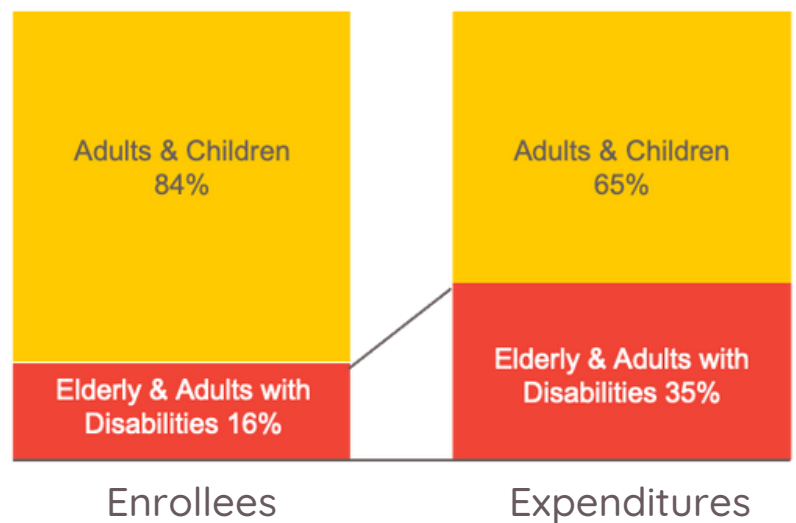 Adults & Children
84%
Elderly & Adults with
Disabilities 16%
Adults & Children
65%
Elderly & Adults with
Disabilities 35%
Enrollees
Expenditures